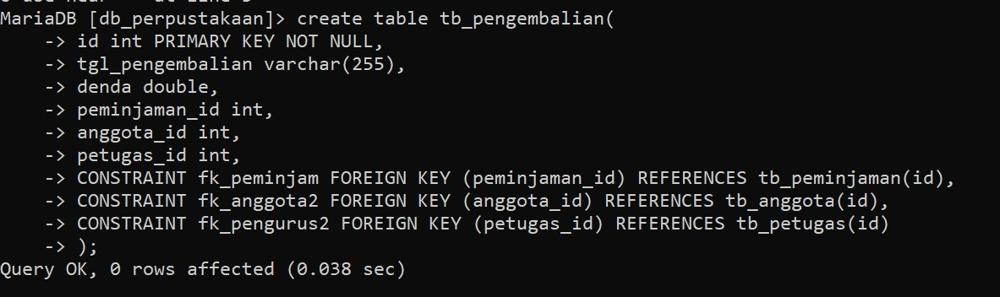 MariaDB [db_perpustakaan]> create table tb_pengembalian(
    -> id int PRIMARY KEY NOT NULL,
    -> tgl_pengembalian varchar(255),
    -> denda double,
    -> peminjaman_id int,
    -> anggota_id int,
    -> petugas_id int,
    -> CONSTRAINT fk_peminjam FOREIGN KEY (peminjaman_id) REFERENCES tb_peminjaman(id),
    -> CONSTRAINT fk_anggota2 FOREIGN KEY (anggota_id) REFERENCES tb_anggota(id),
    -> CONSTRAINT fk_pengurus2 FOREIGN KEY (petugas_id) REFERENCES tb_petugas(id)
    -> );
Query OK, 0 rows affected (0.038 sec)